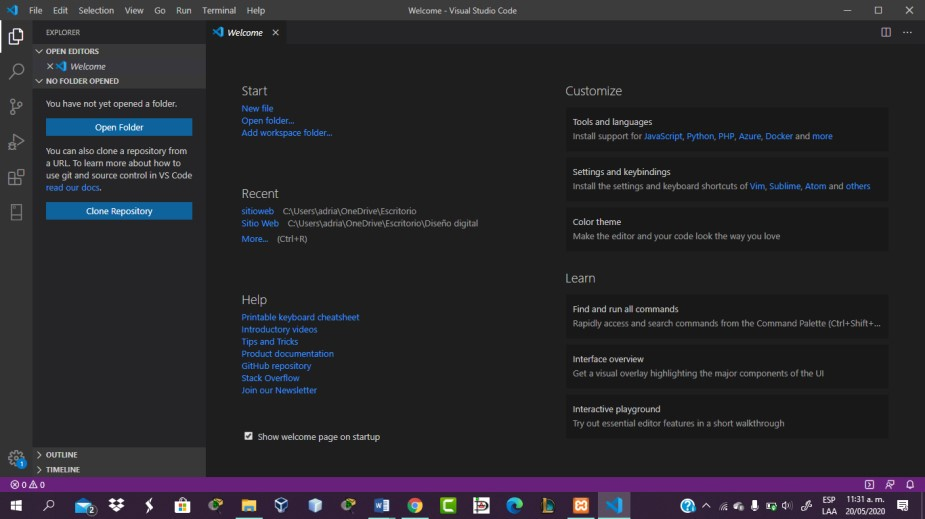 File Edit Selection View Go Run Terminal Help
Welcome - Visual Studio Code
EXPLORER
OPEN EDITORS
Welcome
NO FOLDER OPENED
You have not yet opened a folder.
Open Folder
You can also clone a repository from
a URL. To learn more about how to
use git and source control in VS Code
read our docs.
Clone Repository
OUTLINE
TIMELINE
Welcome
Start
New file
Open folder...
Add workspace folder...
Recent
sitioweb C:\Users\adria\OneDrive\Escritorio
Sitio Web C:\Users\adria\OneDrive\Escritorio\Diseño digital
More... (Ctrl+R)
Help
Printable keyboard cheatsheet
Introductory videos
Tips and Tricks
Product documentation
GitHub repository
Stack Overflow
Join our Newsletter
Show welcome page on startup
Customize
Tools and languages
Install support for JavaScript, Python, PHP, Azure, Docker and more
Settings and keybindings
Install the settings and keyboard shortcuts of Vim, Sublime, Atom and others
Color theme
Make the editor and your code look the way you love
Learn
Find and run all commands
Rapidly access and search commands from the Command Palette (Ctrl+Shift+...
Interface overview
Get a visual overlay highlighting the major components of the UI
Interactive playground
Try out essential editor features in a short walkthrough
1
0 0
2
ESP
LAA
11:31 a. m.
20/05/2020